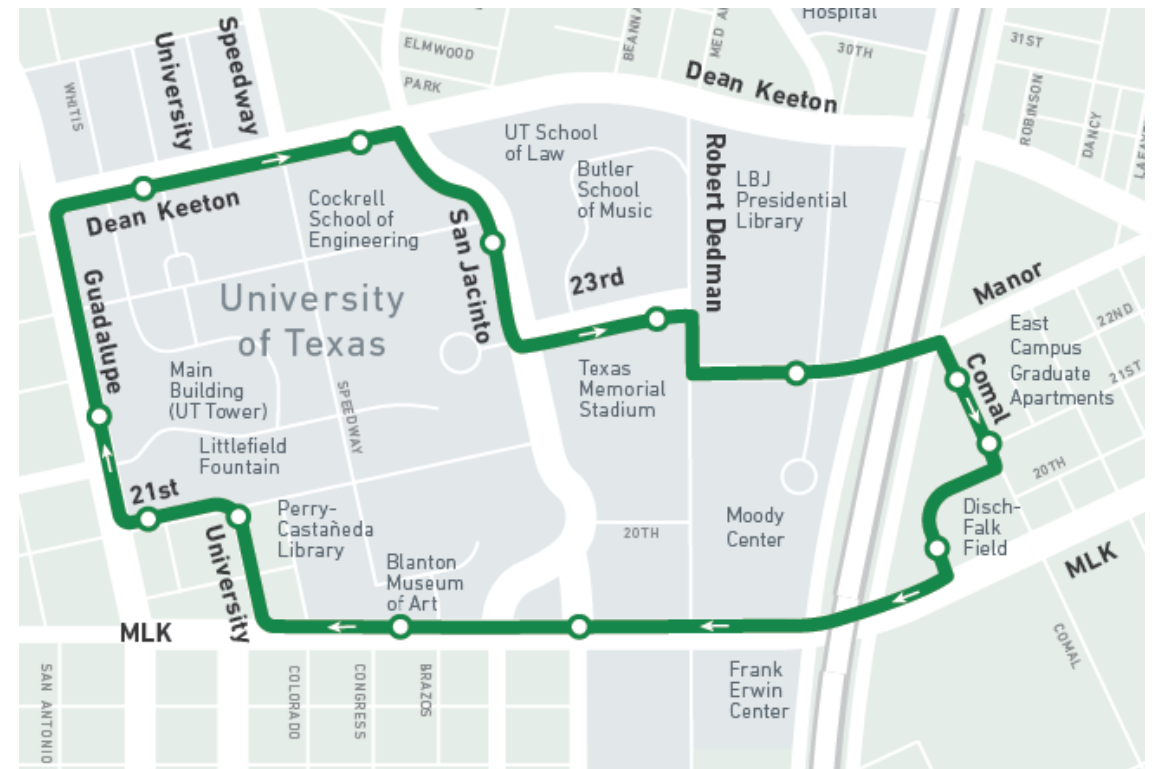 Hospital
Speedway
University
WHITIS
ELMWOOD
PARK
MED
30TH
31ST
Dean Keeton
ROBINSON
DANCY
UT School
of Law
Butler
School
of Music
Robert Dedman
LBJ
Presidential
Library
Dean Keeton
Cockrell
School of
Engineering
San Jacinto
23rd
Manor
Guadalupe
University
of Texas
East
Campus
Graduate
Apartments
22ND
21ST
Comal
Main
Building
(UT Tower)
SPEEDWAY
Texas
Memorial
Stadium
Littlefield
Fountain
20TH
21st
Perry-
Castañeda
Library
University
20TH
Moody
Center
Disch-
Falk
Field
MLK
Blanton
Museum
of Art
MLK
COMAL
SAN ANTONIO
COLORADO
CONGRESS
BRAZOS
Frank
Erwin
Center